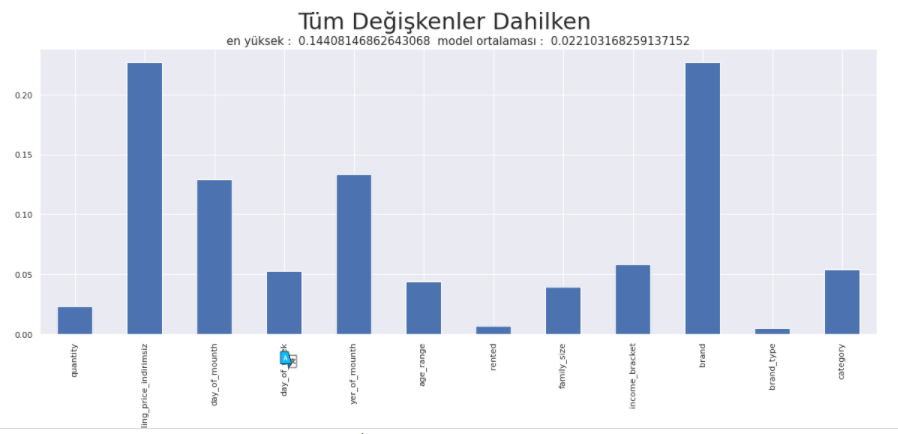 Tüm Değişkenler Dahilken
en yüksek : 0.14408146862643068 model ortalaması : 0.022103168259137152
0.20
0.15
0.10
0.05
0.00
quantity
ling_price_indirimsiz
day_of_mounth
day_of
yer_of_mounth
age_range
rented
family_size
income_bracket
brand
brand_type
category